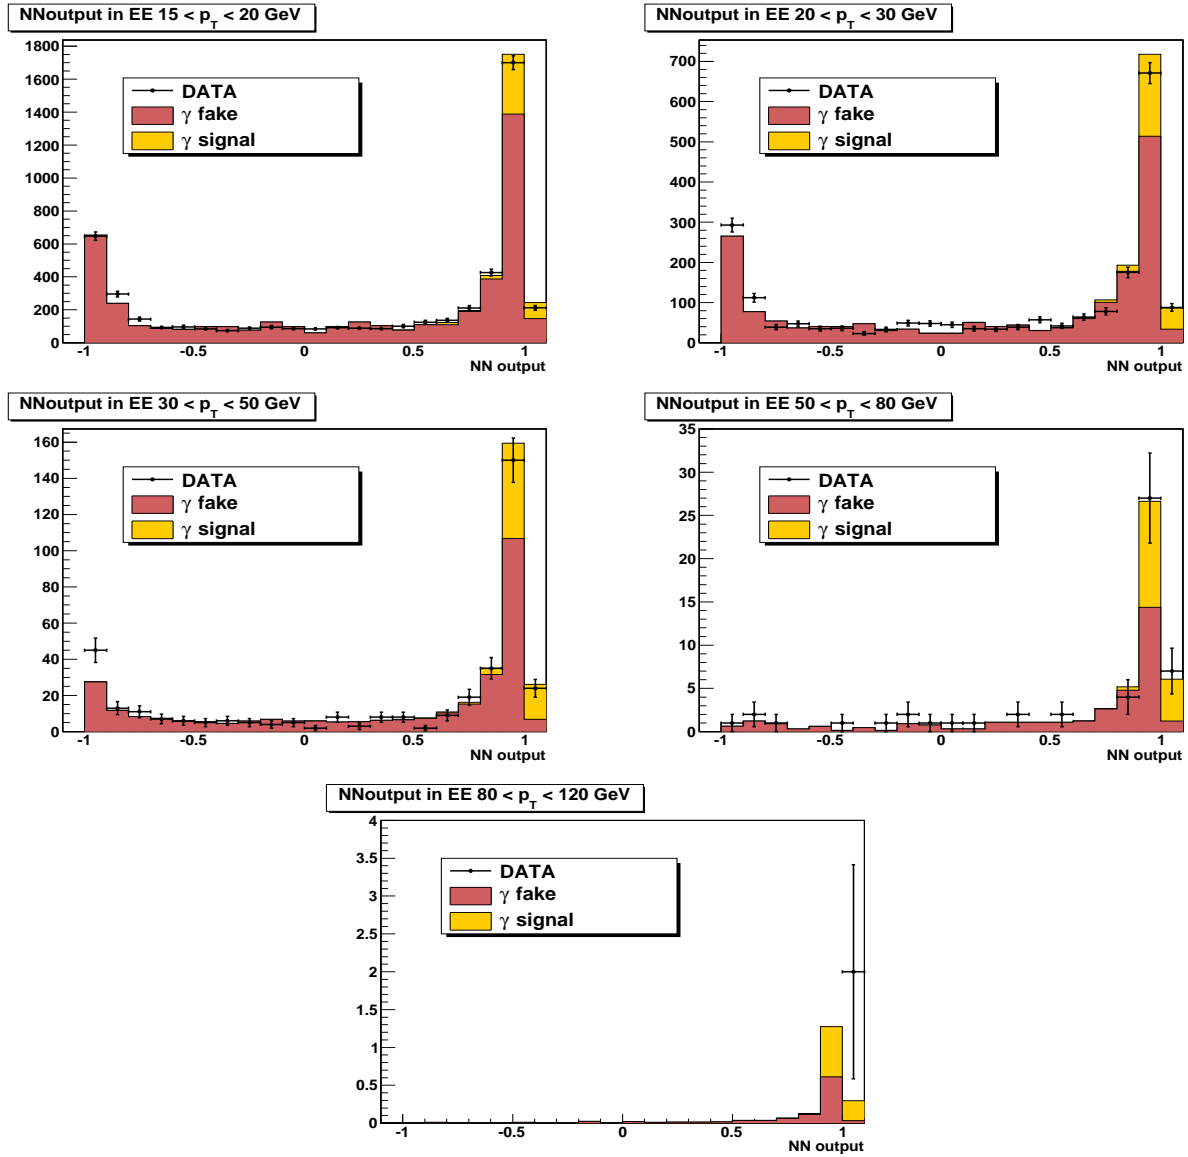 NNoutput in EE 15 < p_T < 20 GeV
1800
1600
1400
1200
1000
800
600
400
200
0
DATA
γ fake
γ signal
-1 -0.5 0 0.5 1
NN output
NNoutput in EE 20 < p_T < 30 GeV
700
600
500
400
300
200
100
0
DATA
γ fake
γ signal
-1 -0.5 0 0.5 1
NN output
NNoutput in EE 30 < p_T < 50 GeV
160
140
120
100
80
60
40
20
0
DATA
γ fake
γ signal
-1 -0.5 0 0.5 1
NN output
NNoutput in EE 50 < p_T < 80 GeV
35
30
25
20
15
10
5
0
DATA
γ fake
γ signal
-1 -0.5 0 0.5 1
NN output
NNoutput in EE 80 < p_T < 120 GeV
4
3.5
3
2.5
2
1.5
1
0.5
0
DATA
γ fake
γ signal
-1 -0.5 0 0.5 1
NN output